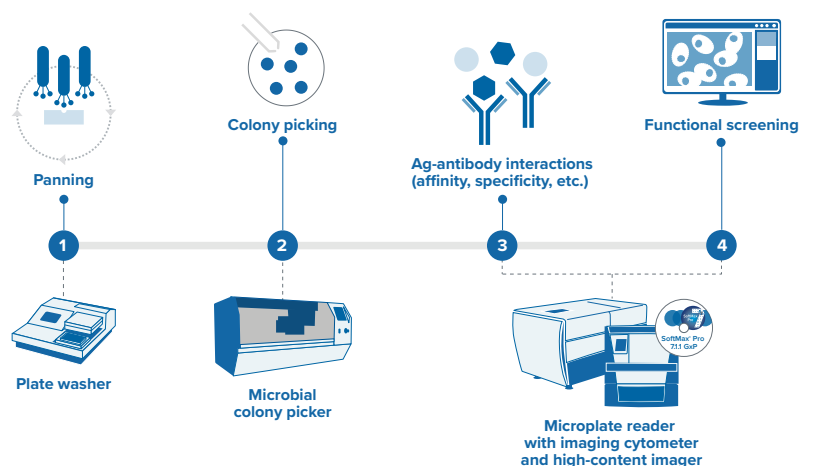 Panning
Colony picking
Ag-antibody interactions
(affinity, specificity, etc.)
Functional screening
1
2
3
4
Plate washer
Microbial
colony picker
SoftMax® Pro
7.1.1 GxP
Microplate reader
with imaging cytometer
and high-content imager